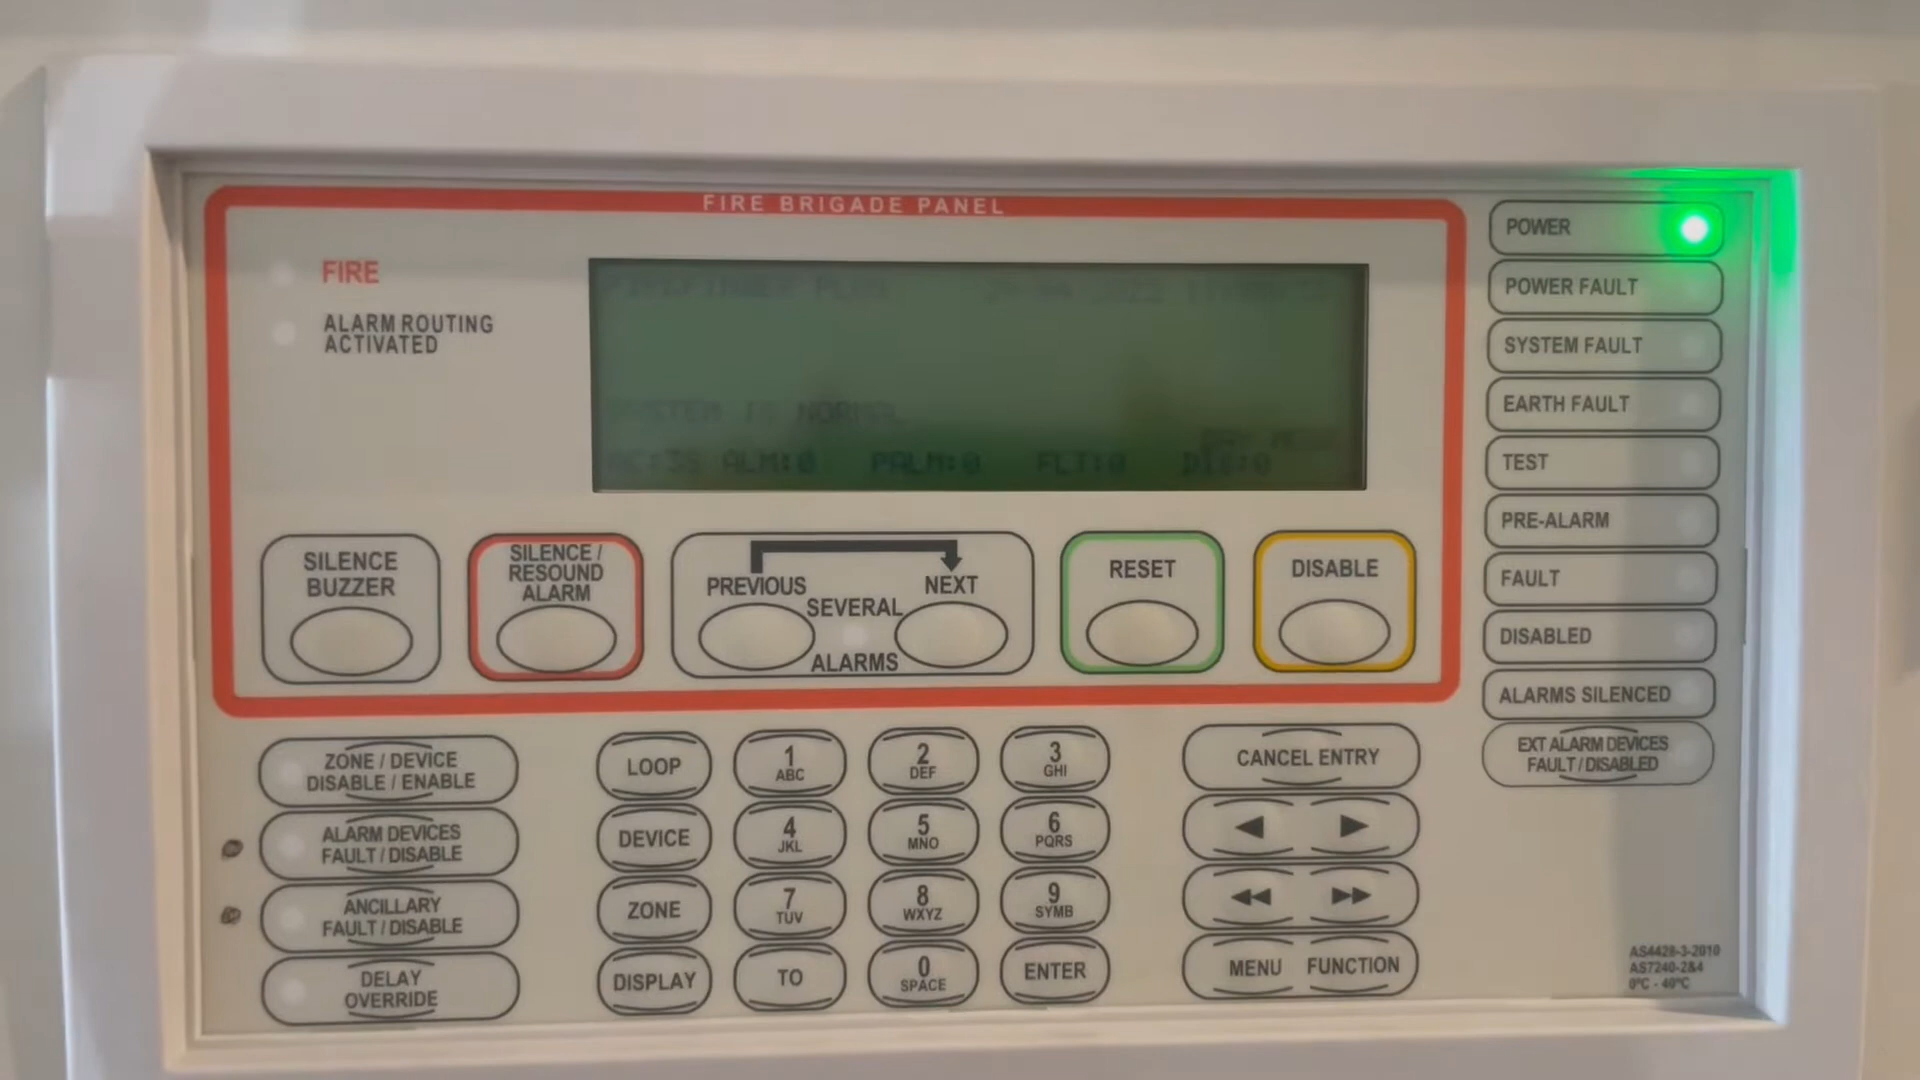 FIRE BRIGADE PANEL
FIRE
ALARM ROUTING
ACTIVATED
SYSTEM IS NORMAL
ALM:0 PALM:0 FLT:0 DIS:0
SILENCE
BUZZER
SILENCE /
RESOUND
ALARM
PREVIOUS
NEXT
SEVERAL
ALARMS
RESET
DISABLE
POWER
POWER FAULT
SYSTEM FAULT
EARTH FAULT
TEST
PRE-ALARM
FAULT
DISABLED
ALARMS SILENCED
EXT ALARM DEVICES
FAULT / DISABLED
ZONE / DEVICE
DISABLE / ENABLE
ALARM DEVICES
FAULT / DISABLE
ANCILLARY
FAULT / DISABLE
DELAY
OVERRIDE
LOOP
1
ABC
2
DEF
3
GHI
DEVICE
4
JKL
5
MNO
6
PQRS
ZONE
7
TUV
8
WXYZ
9
SYMB
DISPLAY
TO
0
SPACE
ENTER
CANCEL ENTRY
MENU FUNCTION
AS4428-3-2010
AS7240-2&4
0°C - 40°C